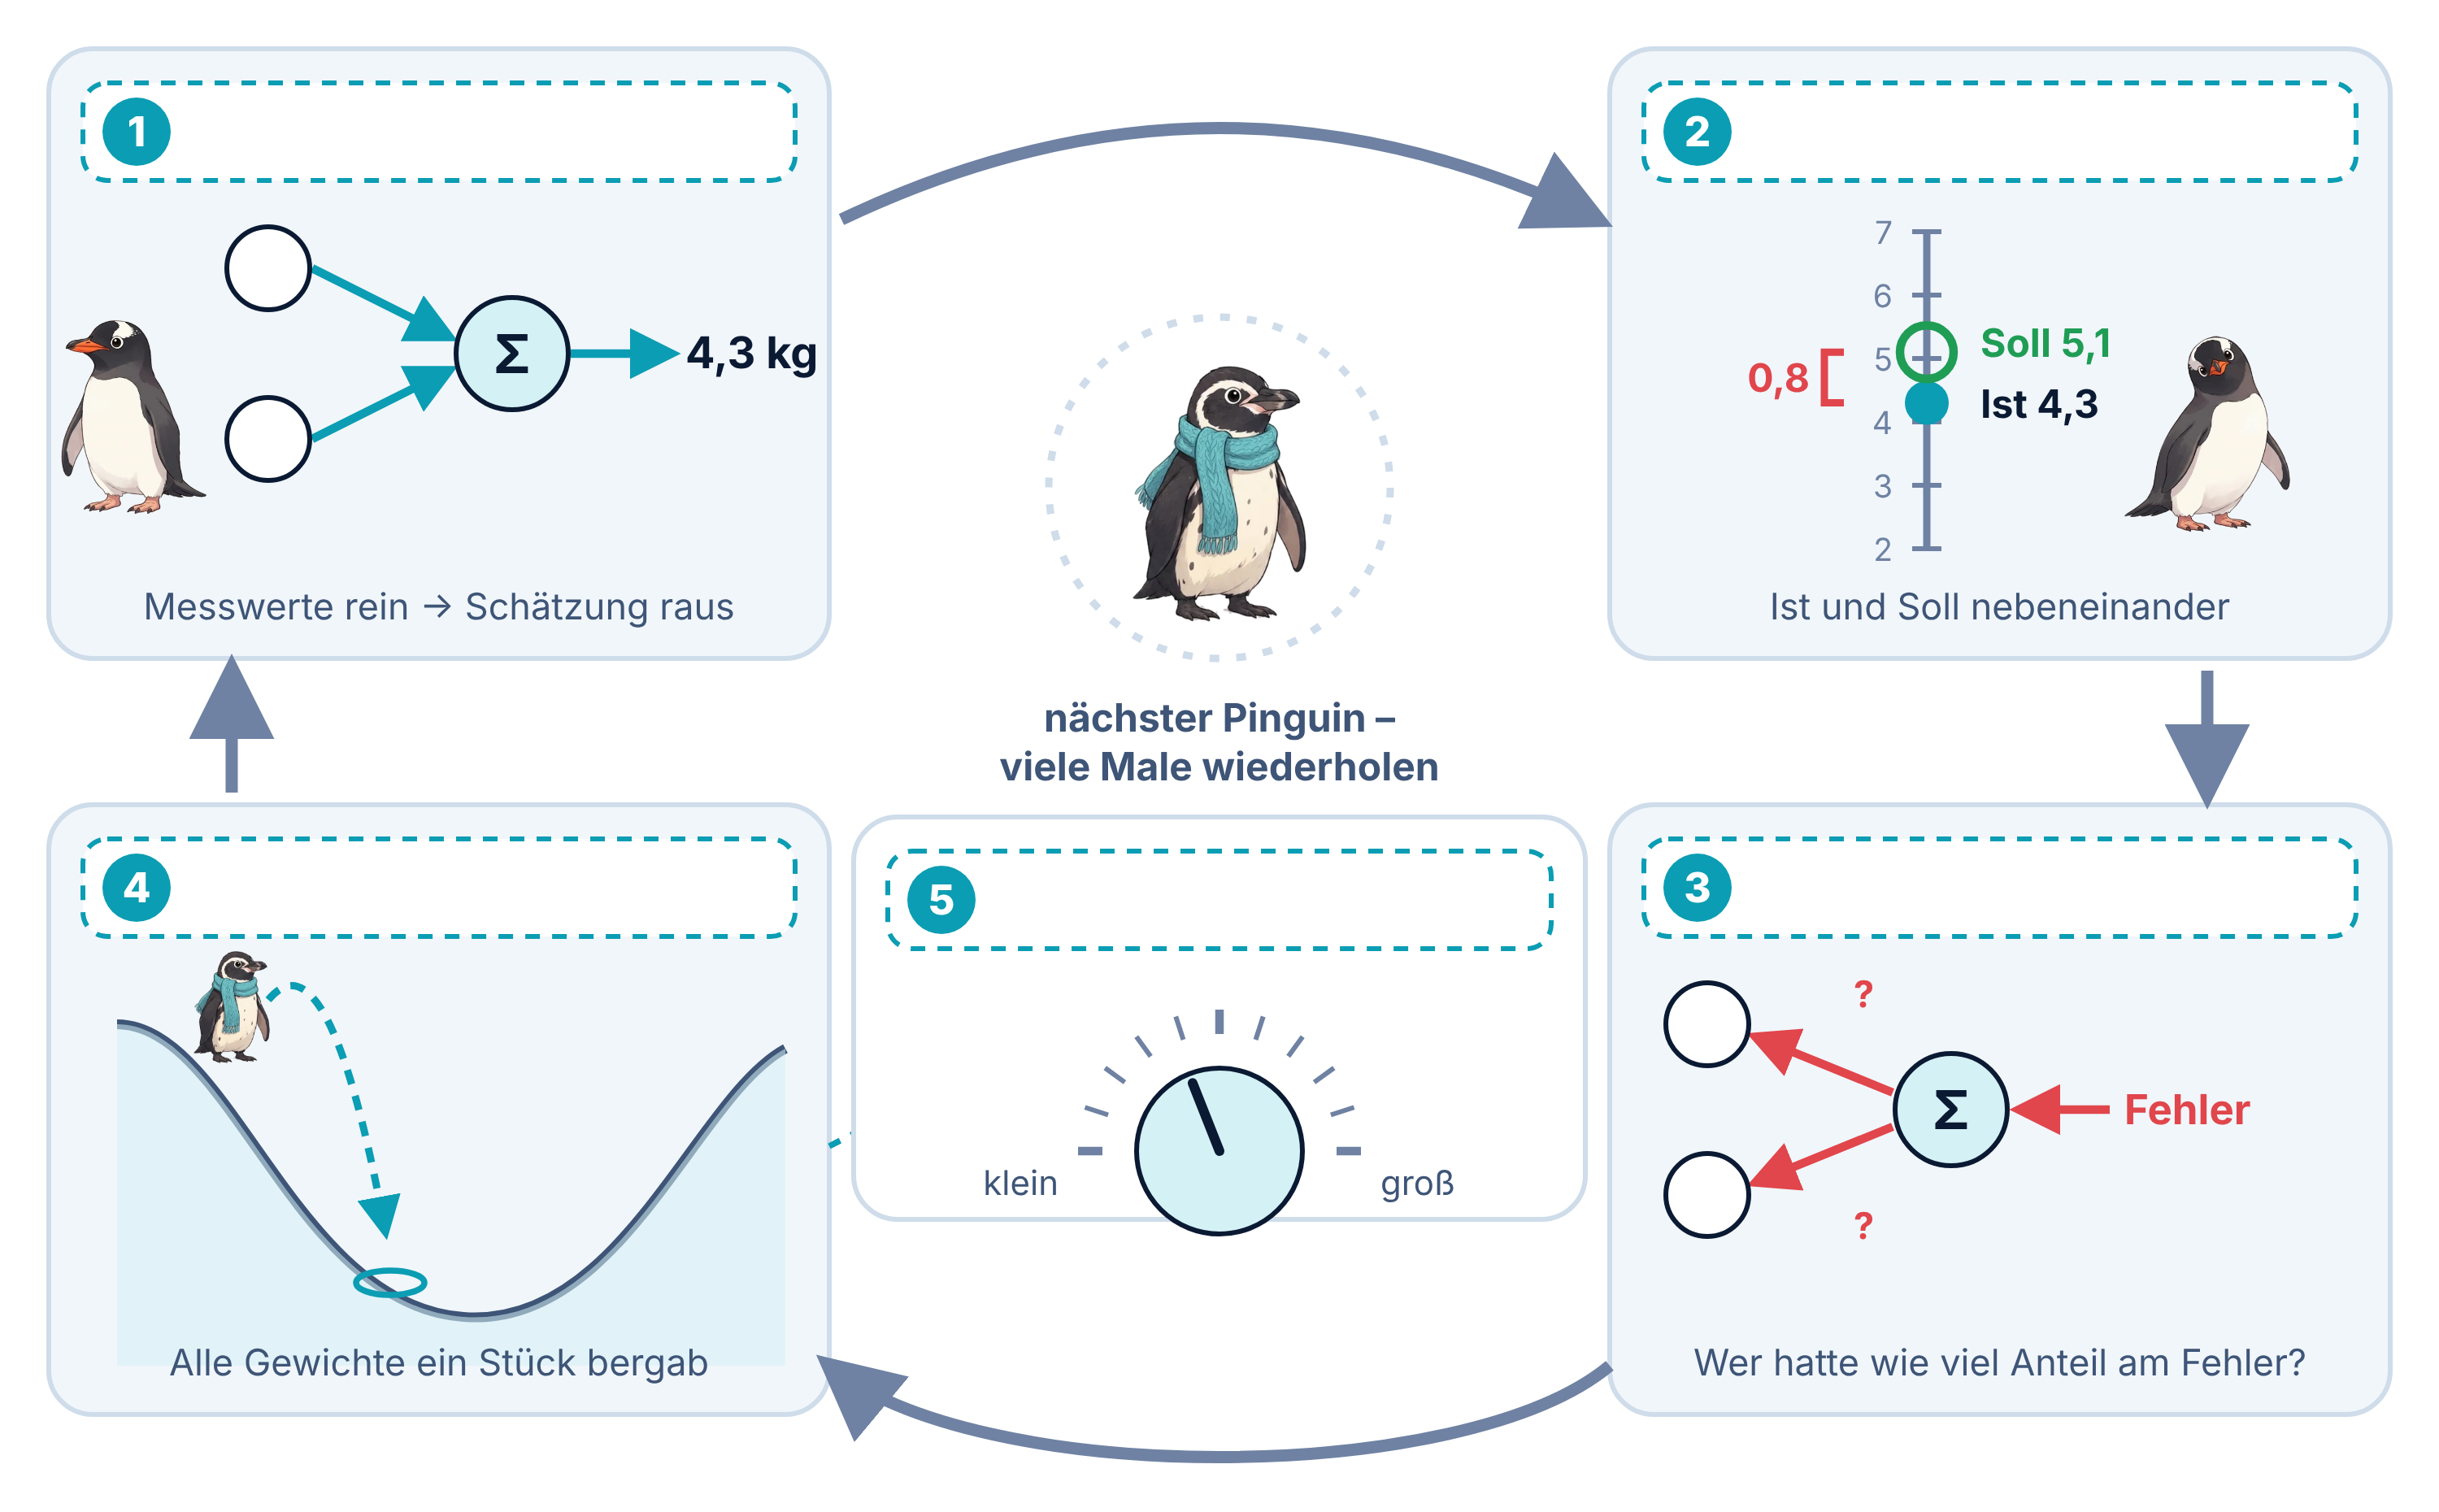 1
Σ
4,3 kg
Messwerte rein → Schätzung raus
2
7
6
5
4
3
2
0,8
Soll 5,1
Ist 4,3
Ist und Soll nebeneinander
nächster Pinguin –
viele Male wiederholen
4
Alle Gewichte ein Stück bergab
5
klein
groß
3
?
Σ
Fehler
?
Wer hatte wie viel Anteil am Fehler?